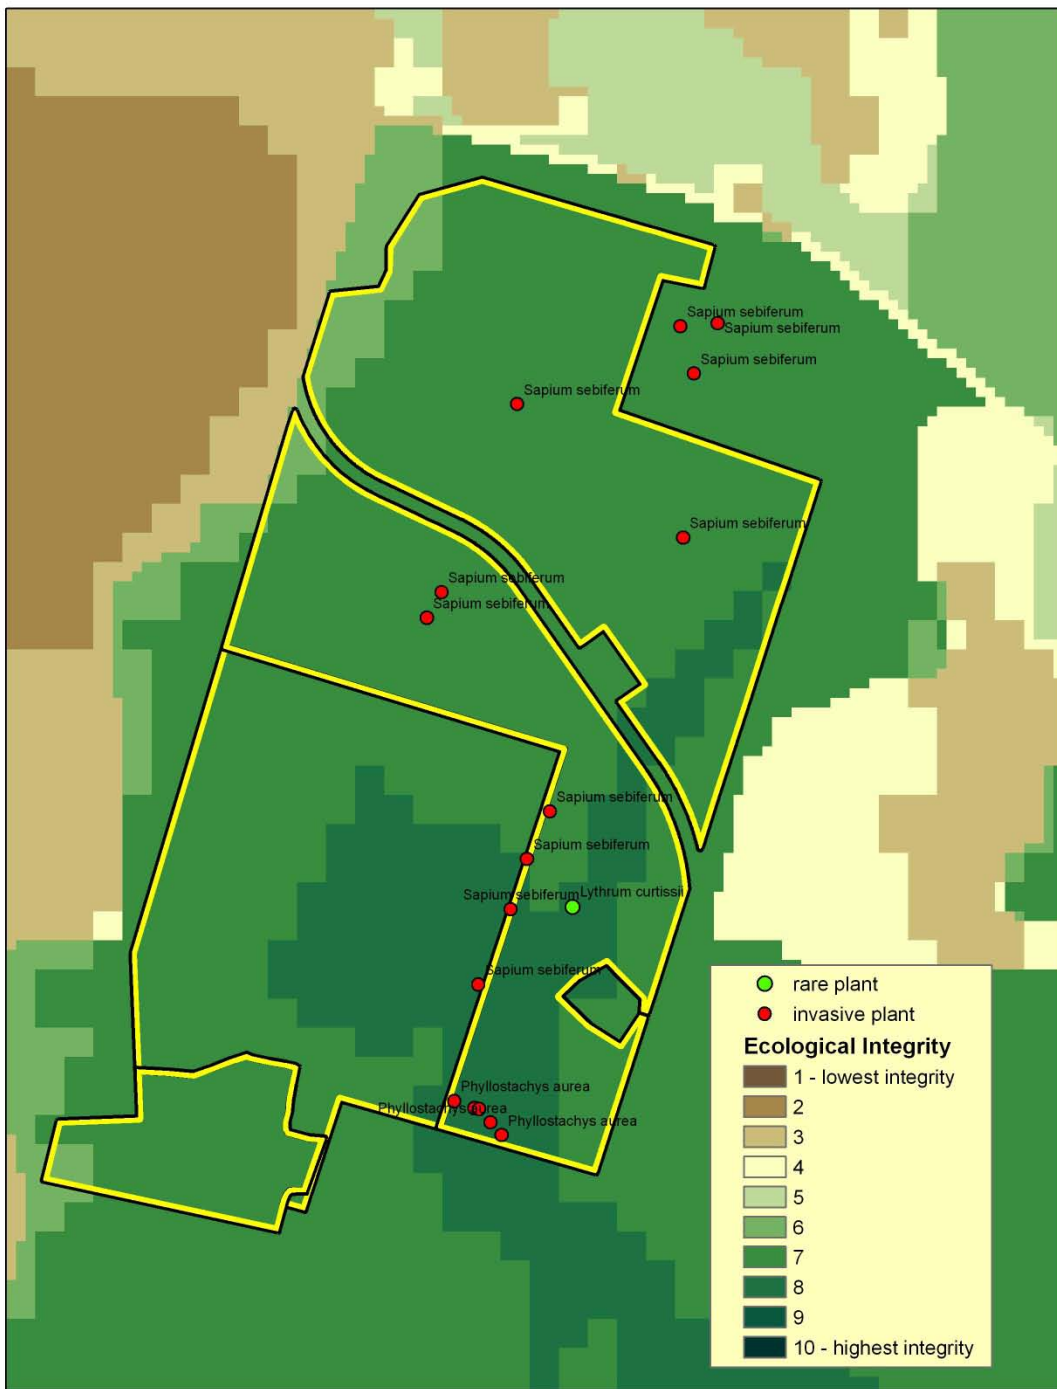 Sapium sebiferum
Sapium sebiferum
Sapium sebiferum
Sapium sebiferum
Sapium sebiferum
Sapium sebiferum
Sapium sebiferum
Sapium sebiferum
Sapium sebiferum
Sapium sebiferum
Lythrum curtissii
Sapium sebiferum
Phyllostachys aurea
Phyllostachys aurea
Phyllostachys aurea
rare plant
invasive plant
Ecological Integrity
1 - lowest integrity
2
3
4
5
6
7
8
9
10 - highest integrity